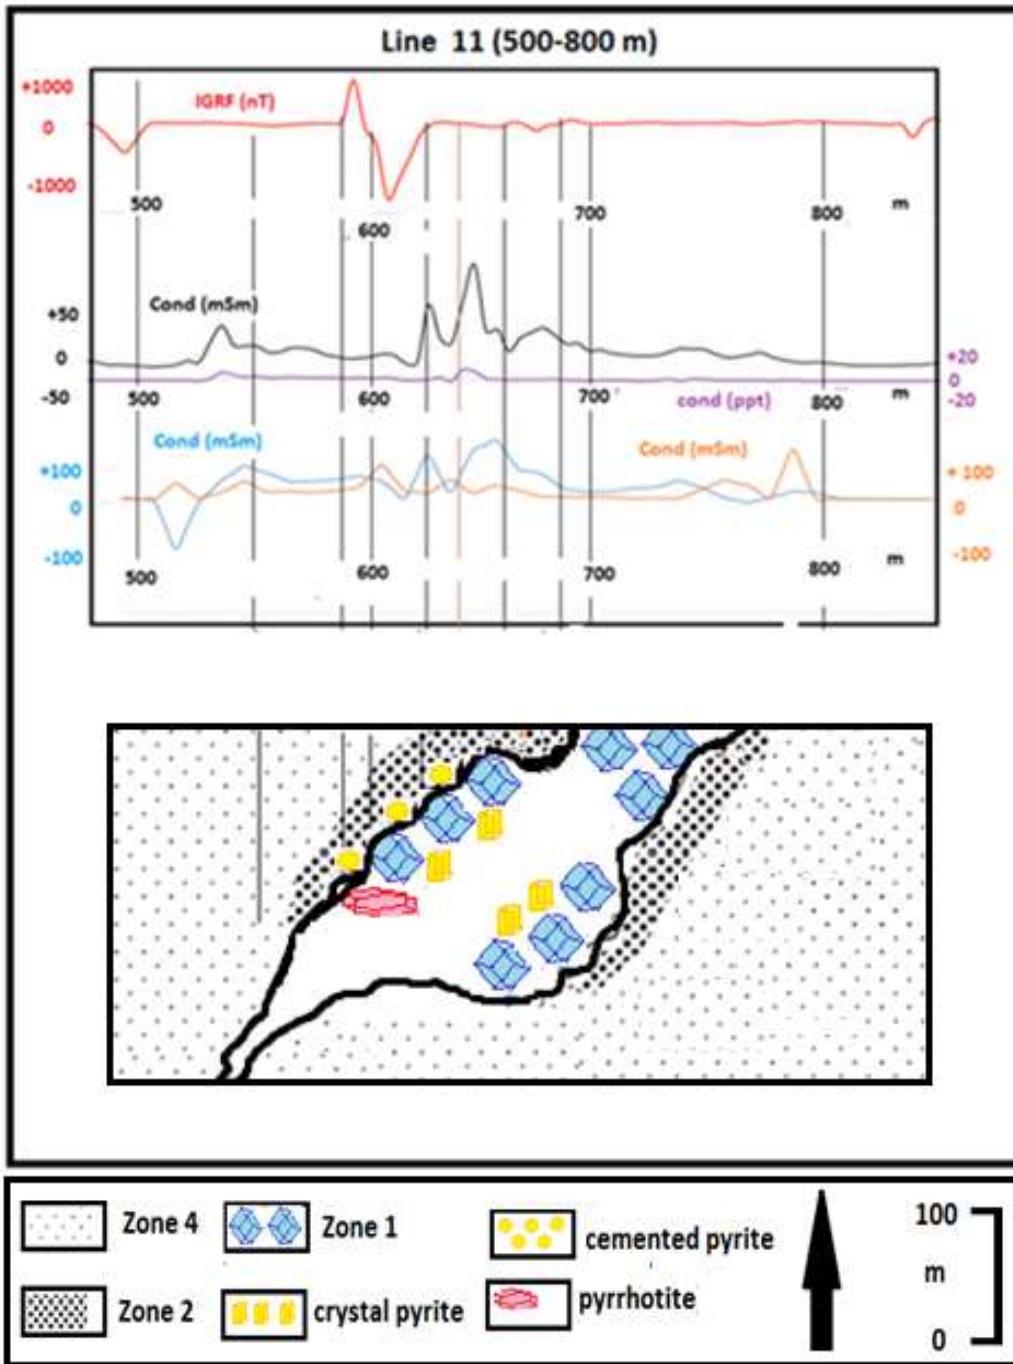 Line 11 (500-800 m)
+1000
IGRF (nT)
0
-1000
500
600
700
800
m
Cond (mSm)
+50
0
-50
+20
0
-20
500
600
700
800
m
cond (ppt)
Cond (mSm)
Cond (mSm)
+100
0
-100
+100
0
-100
500
600
700
800
m
Zone 4
Zone 1
cemented pyrite
100
m
0
Zone 2
crystal pyrite
pyrrhotite